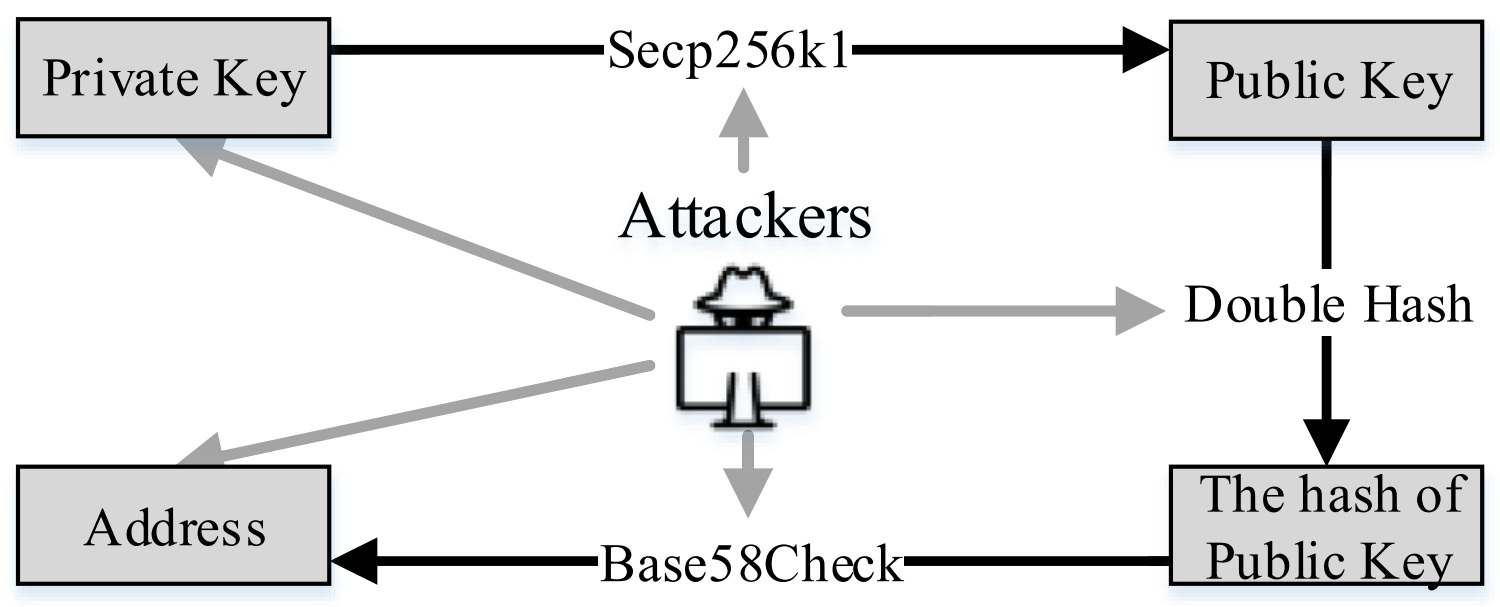 Private Key
Secp256k1
Public Key
Attackers
Double Hash
Address
Base58Check
The hash of
Public Key